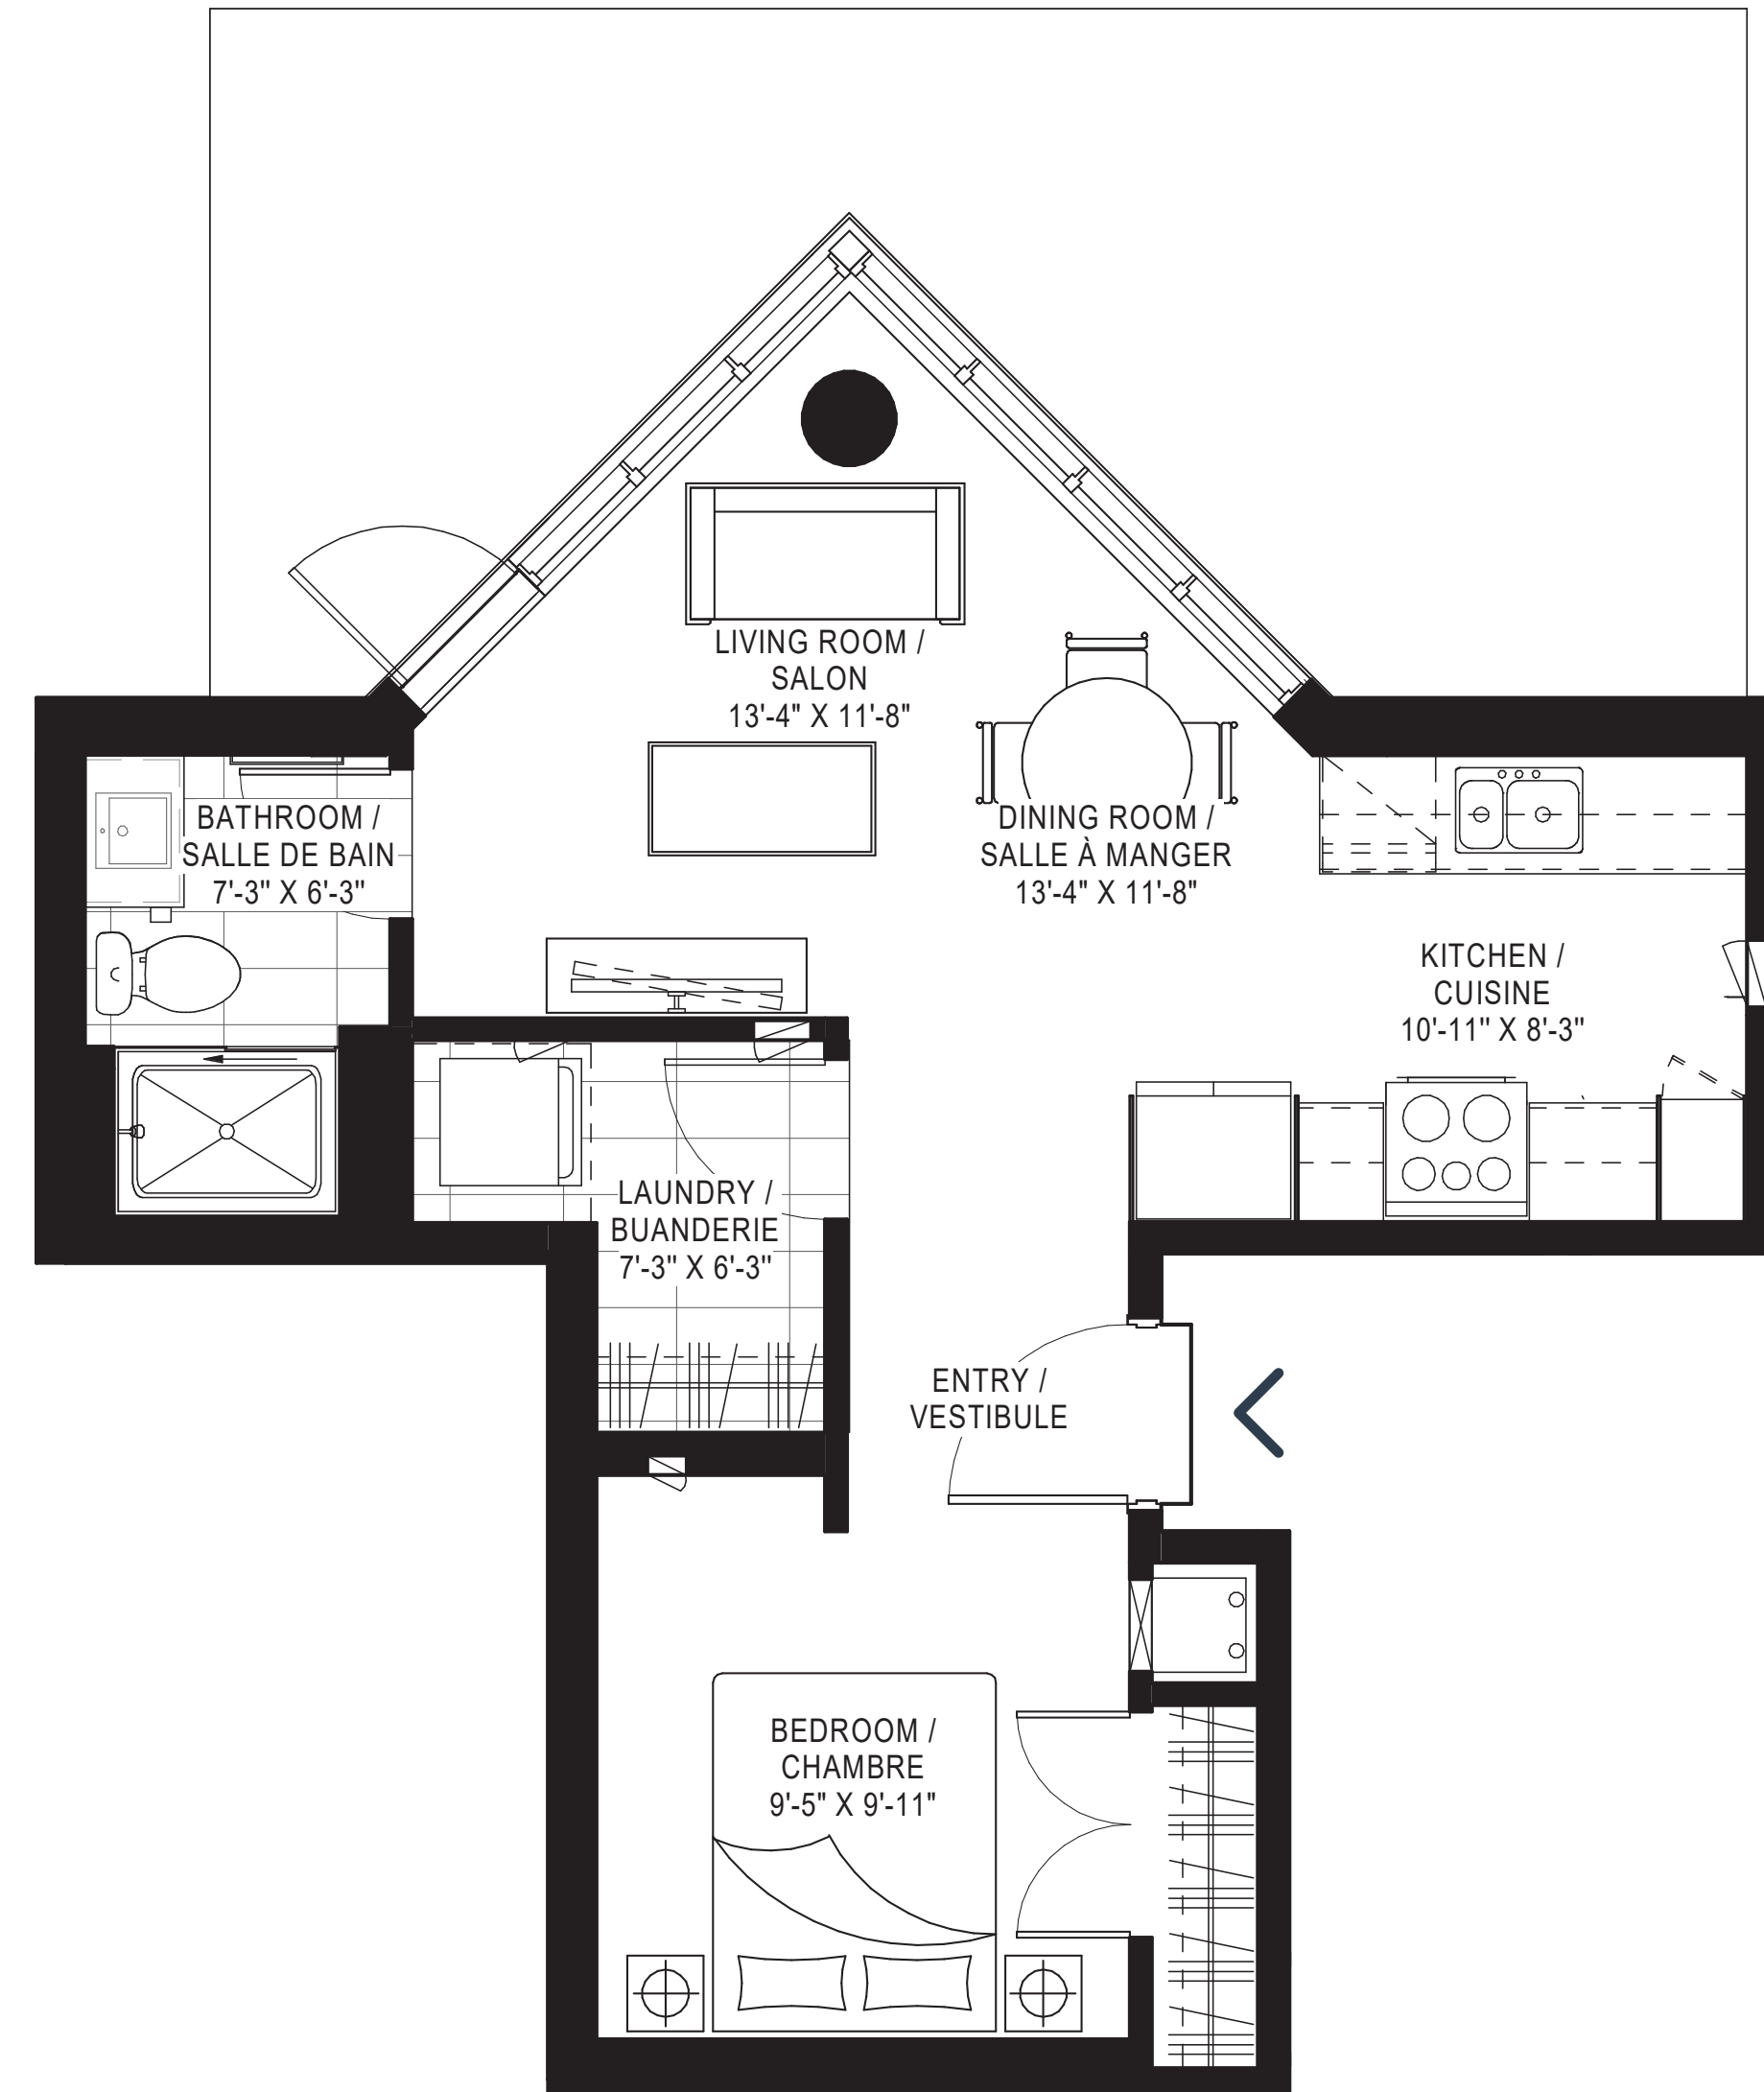 LIVING ROOM /
SALON
13'-4" X 11'-8"
BATHROOM /
SALLE DE BAIN
7'-3" X 6'-3"
DINING ROOM /
SALLE À MANGER
13'-4" X 11'-8"
KITCHEN /
CUISINE
10'-11" X 8'-3"
LAUNDRY /
BUANDERIE
7'-3" X 6'-3"
ENTRY /
VESTIBULE
BEDROOM /
CHAMBRE
9'-5" X 9'-11"